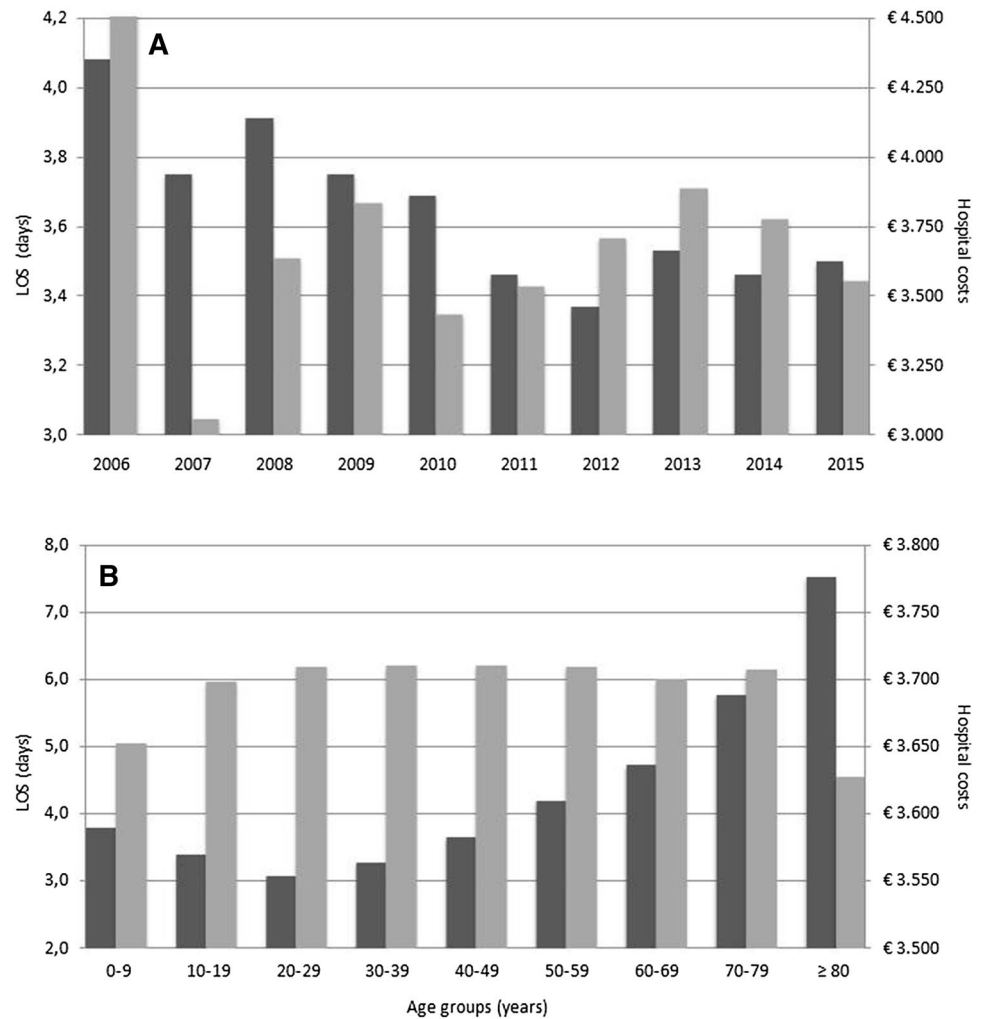 4,2 € 4.500
A
4,0 € 4.250
3,8 € 4.000
3,6 € 3.750
3,4 € 3.500
3,2 € 3.250
3,0 € 3.000
LOS (days)
Hospital costs
2006 2007 2008 2009 2010 2011 2012 2013 2014 2015
8,0 € 3.800
B
7,0 € 3.750
6,0 € 3.700
5,0 € 3.650
4,0 € 3.600
3,0 € 3.550
2,0 € 3.500
LOS (days)
Hospital costs
0-9 10-19 20-29 30-39 40-49 50-59 60-69 70-79 ≥ 80
Age groups (years)